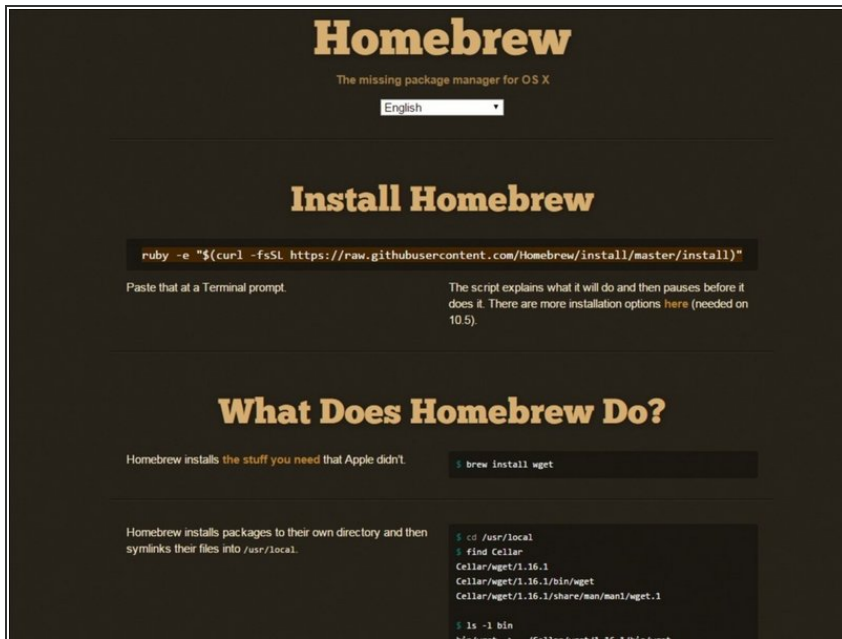 Homebrew
The missing package manager for OS X
English
Install Homebrew
ruby -e "$(curl -fsSL https://raw.githubusercontent.com/Homebrew/install/master/install)"
Paste that at a Terminal prompt.
The script explains what it will do and then pauses before it
does it. There are more installation options here (needed on
10.5).
What Does Homebrew Do?
Homebrew installs the stuff you need that Apple didn't.
$ brew install wget
Homebrew installs packages to their own directory and then
symlinks their files into /usr/local.
$ cd /usr/local
$ find Cellar
Cellar/wget/1.16.1
Cellar/wget/1.16.1/bin/wget
Cellar/wget/1.16.1/share/man/man1/wget.1
$ ls -l bin